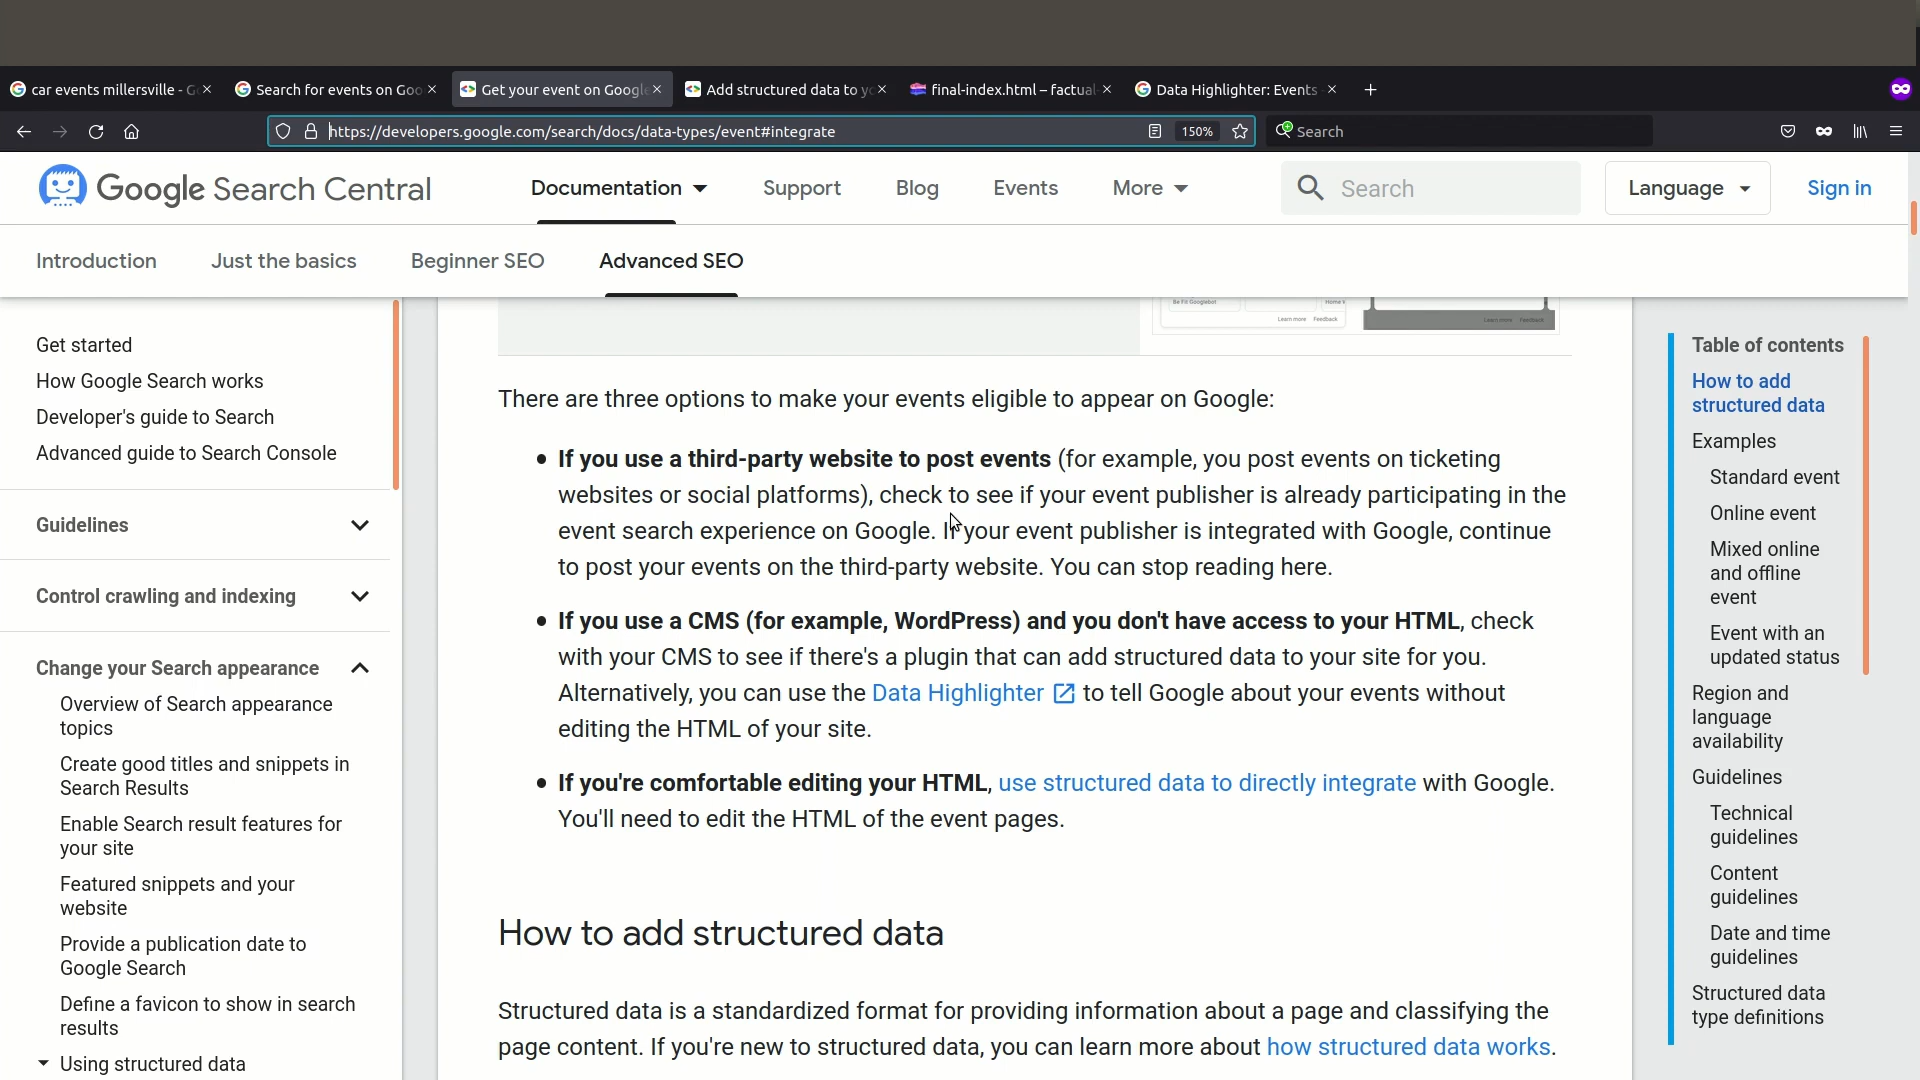 car events millersville - G
Search for events on Goo
Get your event on Google
Add structured data to yo
final-index.html – factual-
Data Highlighter: Events -
https://developers.google.com/search/docs/data-types/event#integrate
150%
Search
Google Search Central
Documentation
Support
Blog
Events
More
Search
Language
Sign in
Introduction
Just the basics
Beginner SEO
Advanced SEO
Get started
How Google Search works
Developer's guide to Search
Advanced guide to Search Console
Guidelines
Control crawling and indexing
Change your Search appearance
Overview of Search appearance
topics
Create good titles and snippets in
Search Results
Enable Search result features for
your site
Featured snippets and your
website
Provide a publication date to
Google Search
Define a favicon to show in search
results
Using structured data
Be Fit Googlebot
Learn more Feedback
Learn more Feedback
There are three options to make your events eligible to appear on Google:
If you use a third-party website to post events (for example, you post events on ticketing
websites or social platforms), check to see if your event publisher is already participating in the
event search experience on Google. If your event publisher is integrated with Google, continue
to post your events on the third-party website. You can stop reading here.
If you use a CMS (for example, WordPress) and you don't have access to your HTML, check
with your CMS to see if there's a plugin that can add structured data to your site for you.
Alternatively, you can use the Data Highlighter to tell Google about your events without
editing the HTML of your site.
If you're comfortable editing your HTML, use structured data to directly integrate with Google.
You'll need to edit the HTML of the event pages.
How to add structured data
Structured data is a standardized format for providing information about a page and classifying the
page content. If you're new to structured data, you can learn more about how structured data works.
Table of contents
How to add
structured data
Examples
Standard event
Online event
Mixed online
and offline
event
Event with an
updated status
Region and
language
availability
Guidelines
Technical
guidelines
Content
guidelines
Date and time
guidelines
Structured data
type definitions